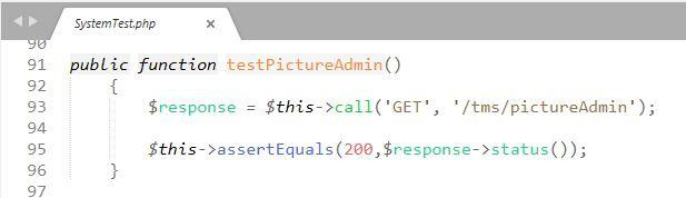 SystemTest.php ×
90
91 public function testPictureAdmin()
92 {
93 $response = $this->call('GET', '/tms/pictureAdmin');
94
95 $this->assertEquals(200,$response->status());
96 }
97